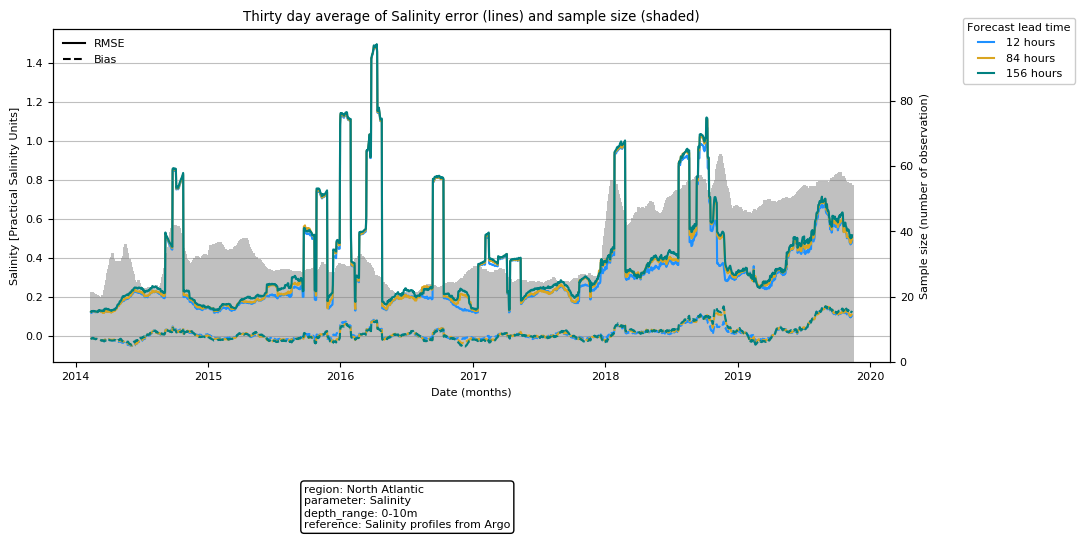 Thirty day average of Salinity error (lines) and sample size (shaded)
Forecast lead time
12 hours
84 hours
156 hours
RMSE
Bias
Salinity [Practical Salinity Units]
1.4
1.2
1.0
0.8
0.6
0.4
0.2
0.0
80
60
40
20
0
Sample size (number of observation)
2014
2015
2016
2017
2018
2019
2020
Date (months)
region: North Atlantic
parameter: Salinity
depth_range: 0-10m
reference: Salinity profiles from Argo